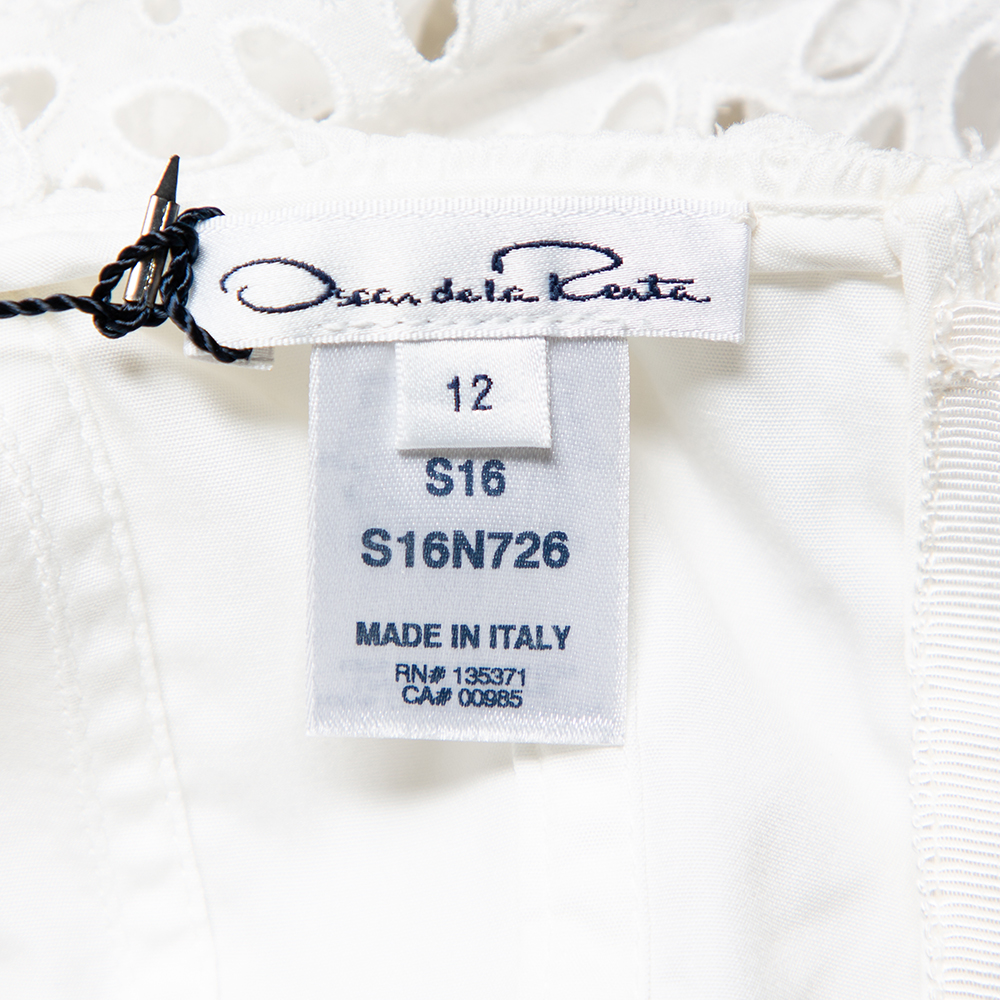 Oscar de la Renta
12
S16
S16N726
MADE IN ITALY
RN# 135371
CA# 00985